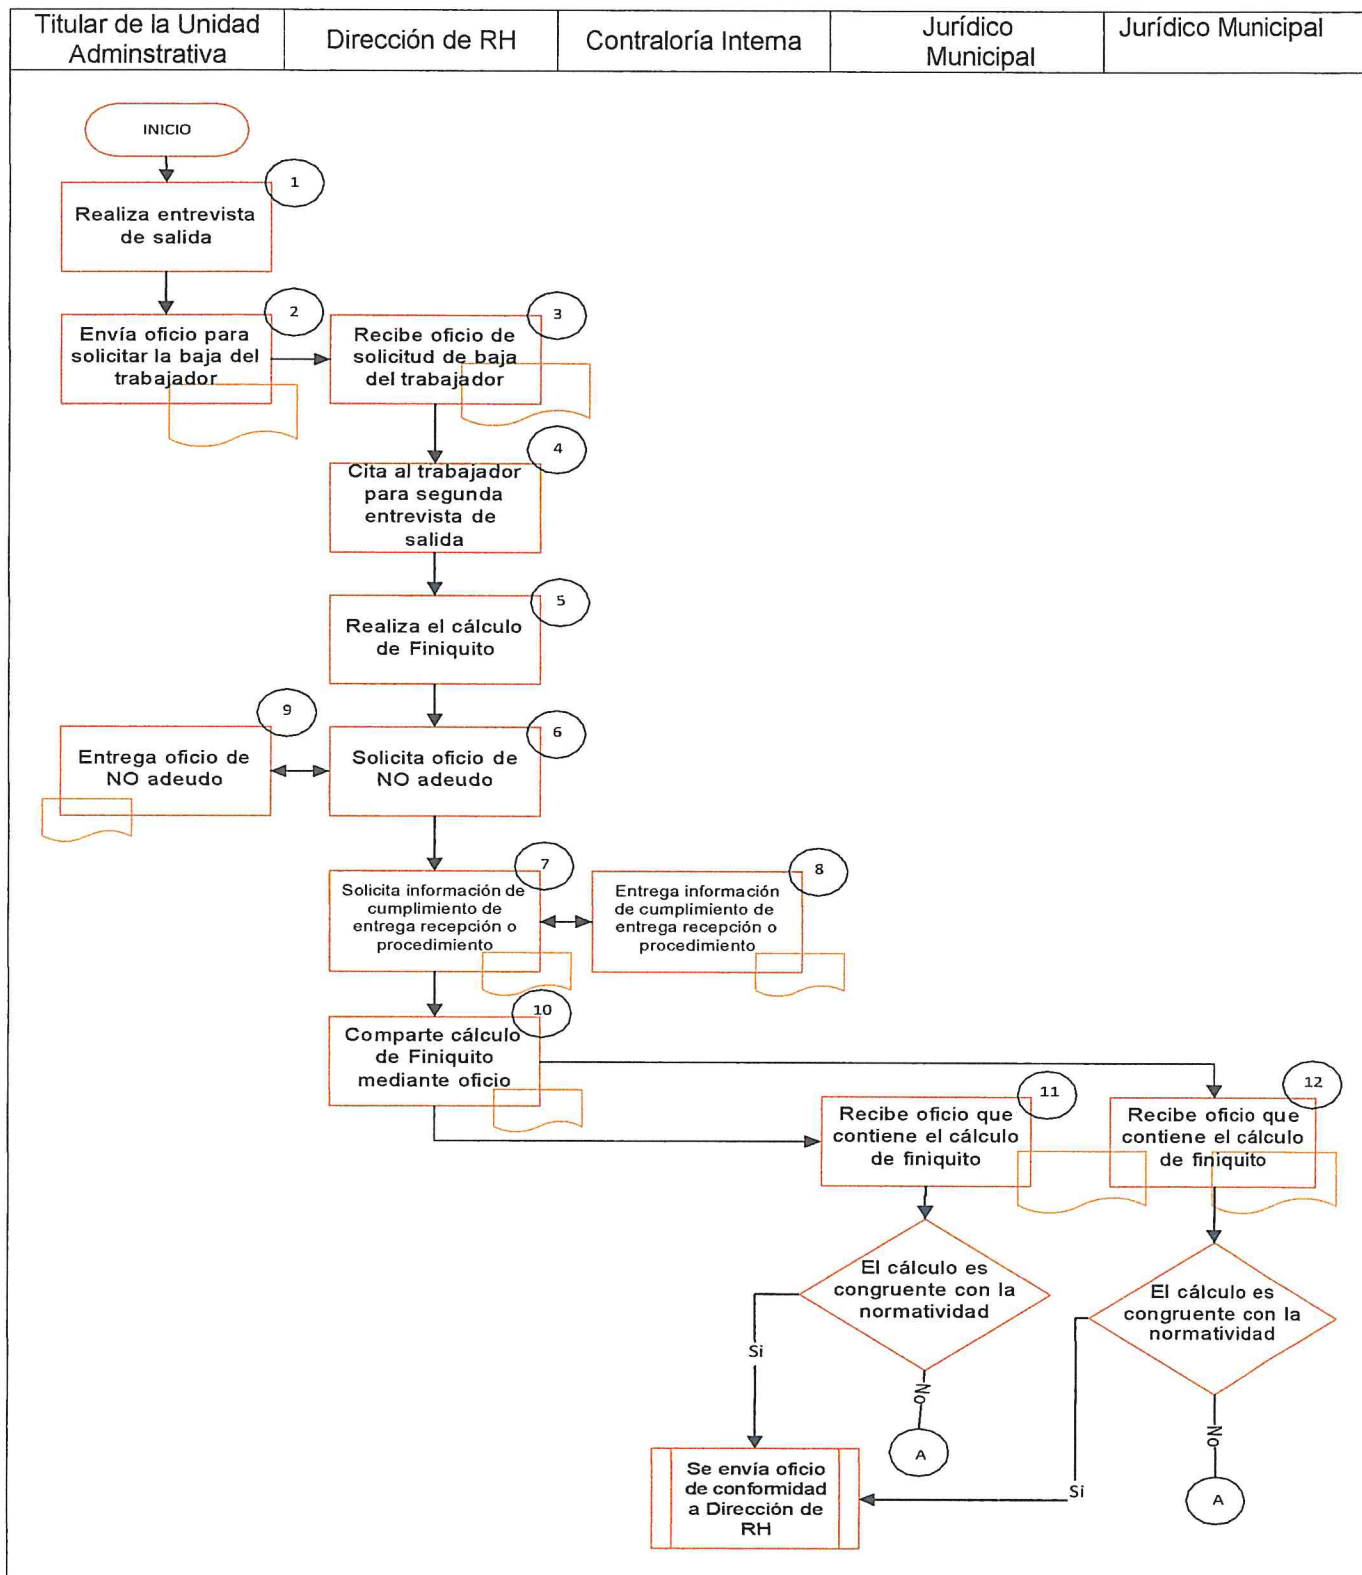 Titular de la Unidad
Adminstrativa
Dirección de RH
Contraloría Interna
Jurídico
Municipal
Jurídico Municipal
INICIO
1
Realiza entrevista
de salida
2
Envía oficio para
solicitar la baja del
trabajador
3
Recibe oficio de
solicitud de baja
del trabajador
4
Cita al trabajador
para segunda
entrevista de
salida
5
Realiza el cálculo
de Finiquito
9
Entrega oficio de
NO adeudo
6
Solicita oficio de
NO adeudo
7
Solicita información de
cumplimiento de
entrega recepción o
procedimiento
8
Entrega información
de cumplimiento de
entrega recepción o
procedimiento
10
Comparte cálculo
de Finiquito
mediante oficio
11
Recibe oficio que
contiene el cálculo
de finiquito
12
Recibe oficio que
contiene el cálculo
de finiquito
El cálculo es
congruente con la
normatividad
El cálculo es
congruente con la
normatividad
Si
No
A
No
A
Si
Se envía oficio
de conformidad
a Dirección de
RH